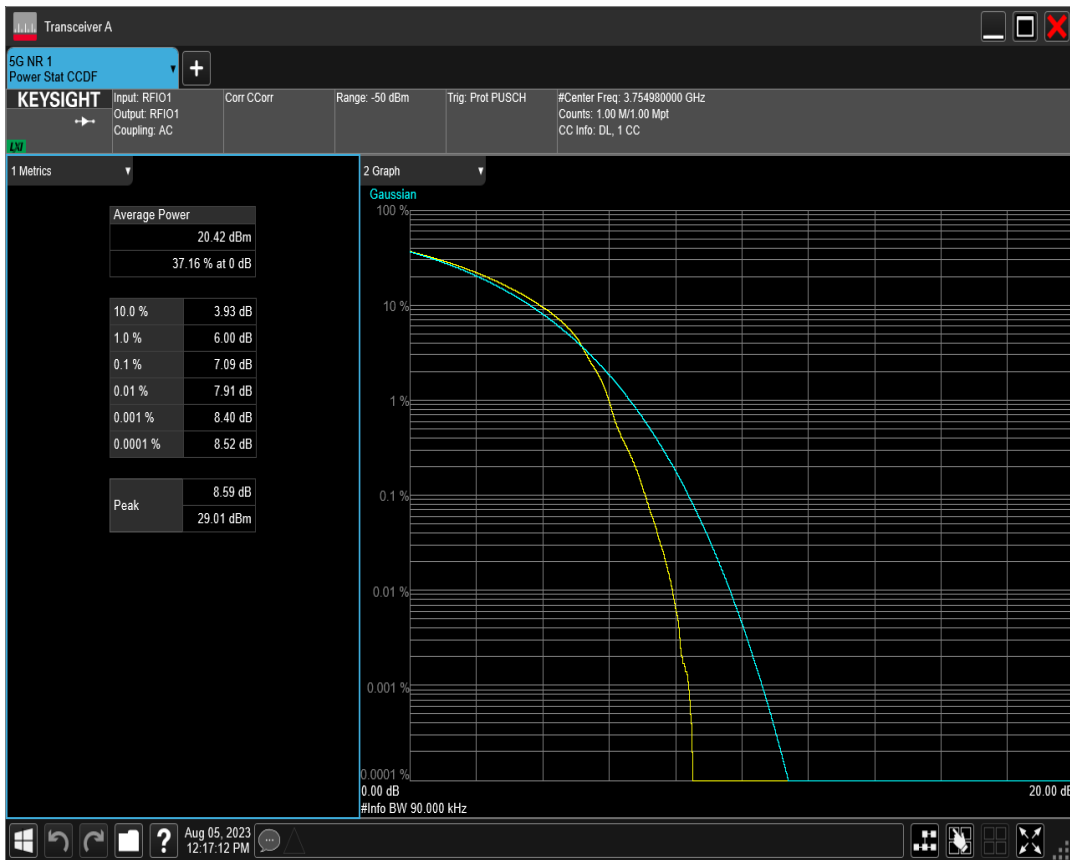 Transceiver A
5G NR 1
Power Stat CCDF
+
KEYSIGHT
LXI
Input: RFIO1
Output: RFIO1
Coupling: AC
Corr CCorr
Range: -50 dBm
Trig: Prot PUSCH
#Center Freq: 3.754980000 GHz
Counts: 1.00 M/1.00 Mpt
CC Info: DL, 1 CC
1 Metrics
Average Power
20.42 dBm
37.16 % at 0 dB
10.0 % 3.93 dB
1.0 % 6.00 dB
0.1 % 7.09 dB
0.01 % 7.91 dB
0.001 % 8.40 dB
0.0001 % 8.52 dB
Peak 8.59 dB
29.01 dBm
2 Graph
Gaussian
100 %
10 %
1 %
0.1 %
0.01 %
0.001 %
0.0001 %
0.00 dB 20.00 dB
#Info BW 90.000 kHz
?
Aug 05, 2023
12:17:12 PM